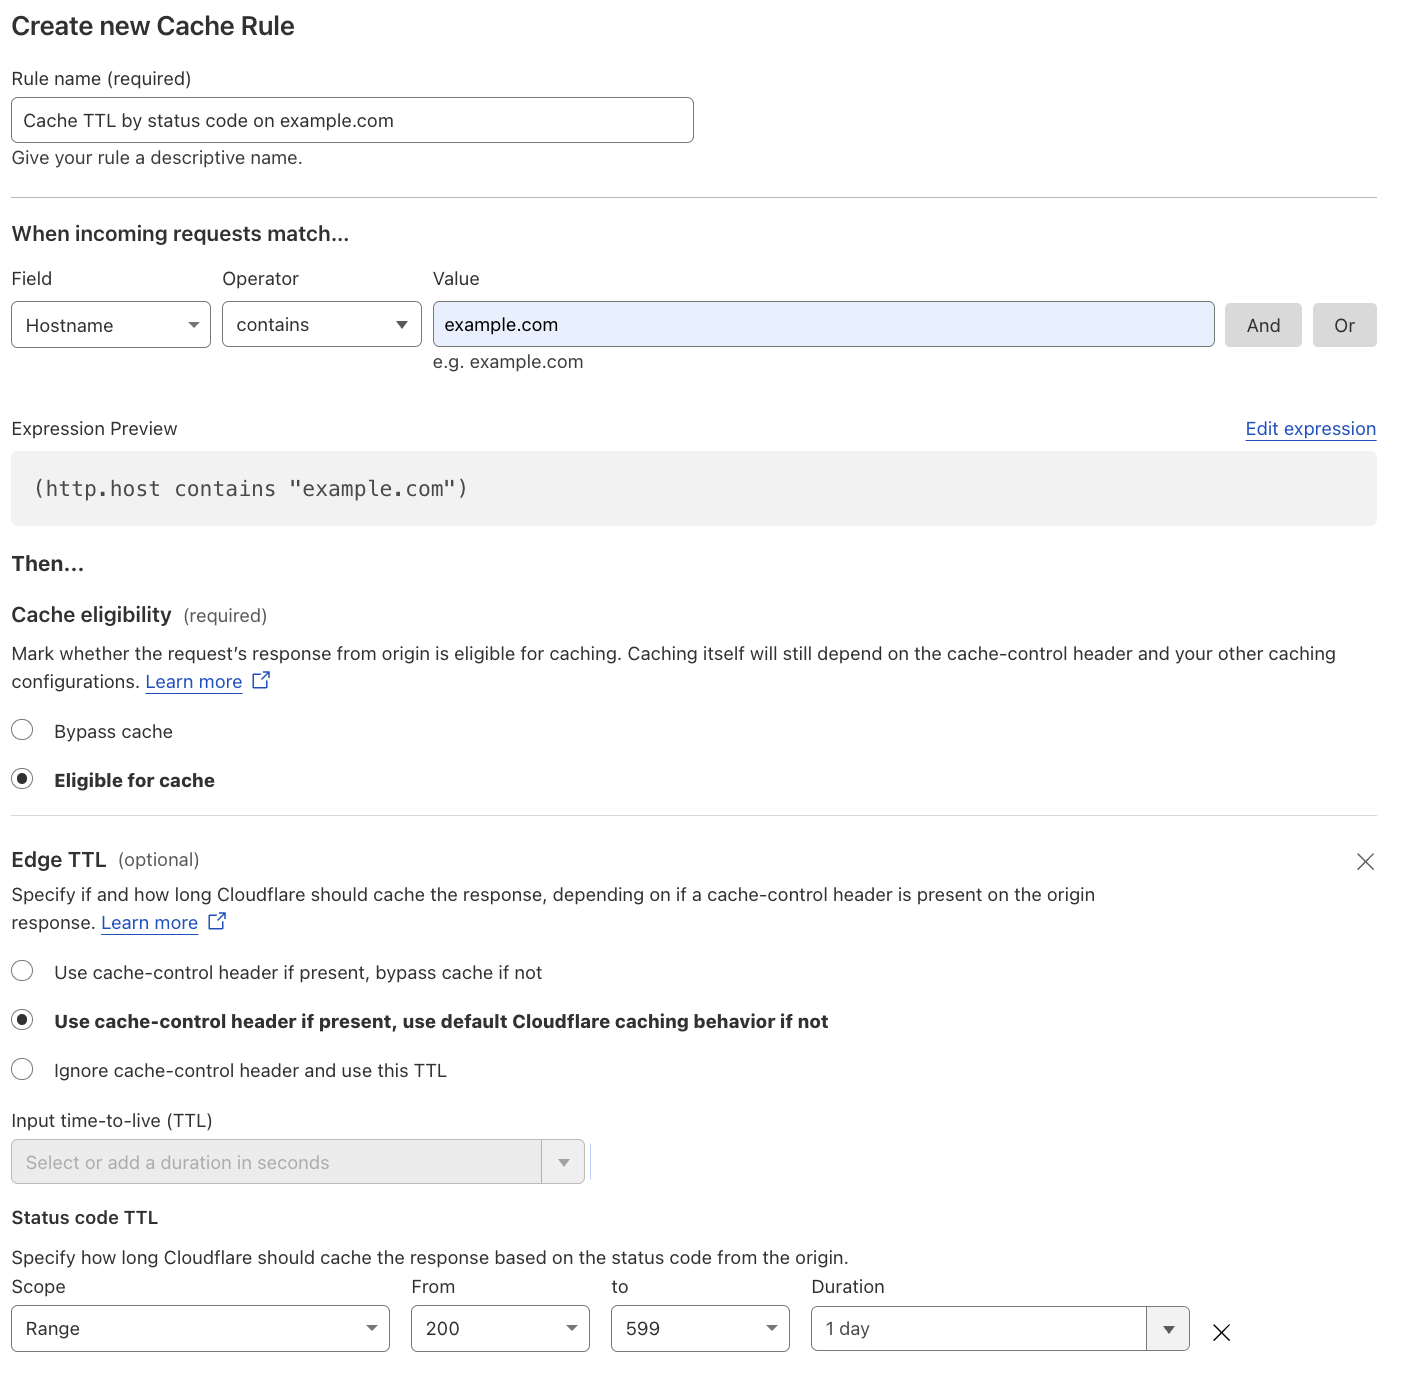 Create new Cache Rule
Rule name (required)
Cache TTL by status code on example.com
Give your rule a descriptive name.
When incoming requests match...
Field Operator Value
Hostname contains example.com And Or
e.g. example.com
Expression Preview Edit expression
(http.host contains "example.com")
Then...
Cache eligibility (required)
Mark whether the request's response from origin is eligible for caching. Caching itself will still depend on the cache-control header and your other caching
configurations. Learn more
Bypass cache
Eligible for cache
Edge TTL (optional)
Specify if and how long Cloudflare should cache the response, depending on if a cache-control header is present on the origin
response. Learn more
Use cache-control header if present, bypass cache if not
Use cache-control header if present, use default Cloudflare caching behavior if not
Ignore cache-control header and use this TTL
Input time-to-live (TTL)
Select or add a duration in seconds
Status code TTL
Specify how long Cloudflare should cache the response based on the status code from the origin.
Scope From to Duration
Range 200 599 1 day